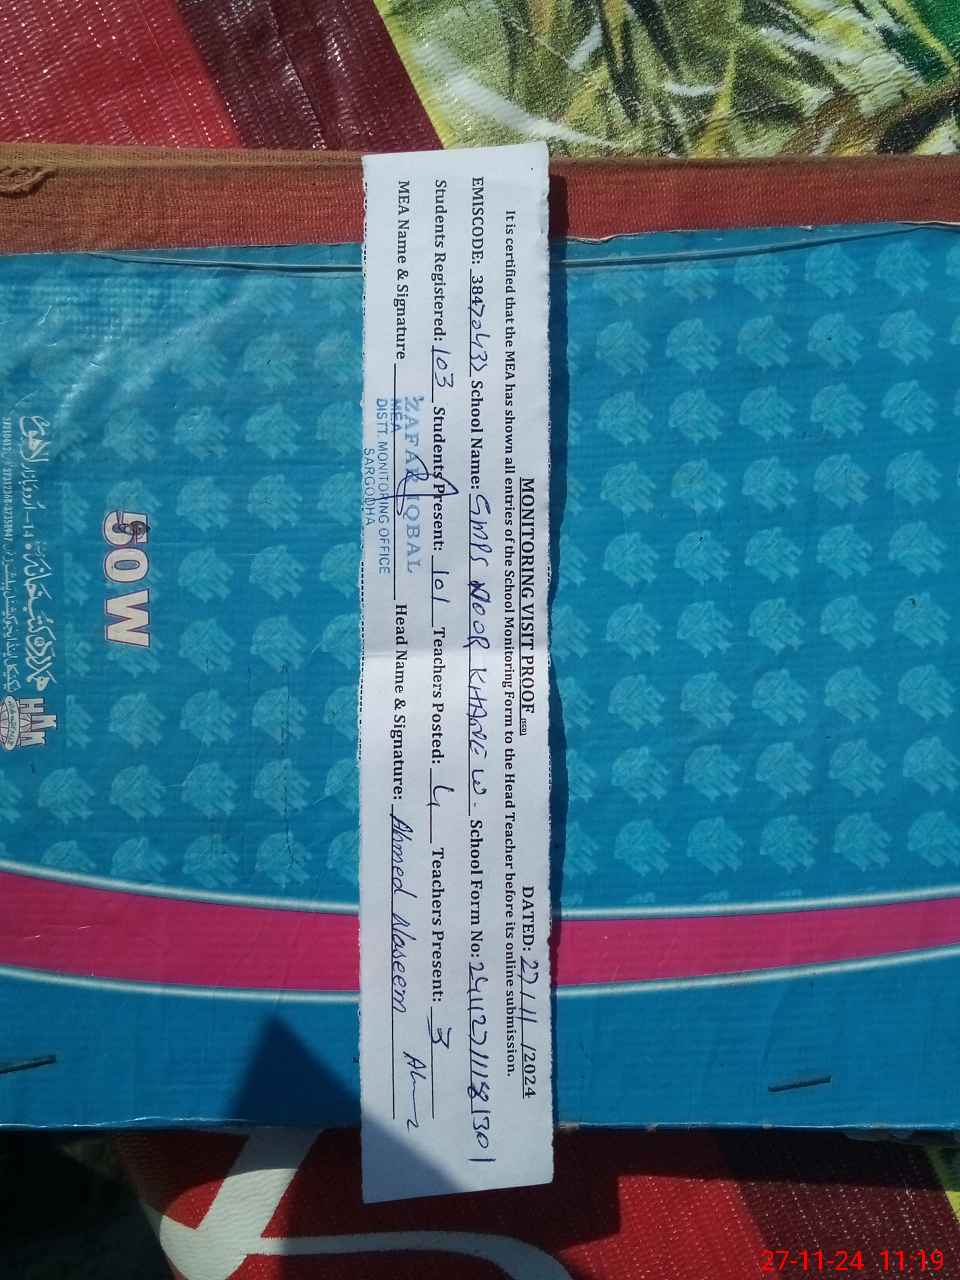 MONITORING VISIT PROOF (SED) DATED: 27/11/2024
It is certified that the MEA has shown all entries of the School Monitoring Form to the Head Teacher before its online submission.
EMISCODE: 38470432 School Name: GMPS NOOR KHANE W. School Form No: 24112711181301
Students Registered: 103 Students Present: 101 Teachers Posted: 4 Teachers Present: 3
MEA Name & Signature Head Name & Signature: Ahmed Naseem
ZAFAR IQBAL
MEA
DISTT. MONITORING OFFICE
SARGODHA
50W
27-11-24 11:19